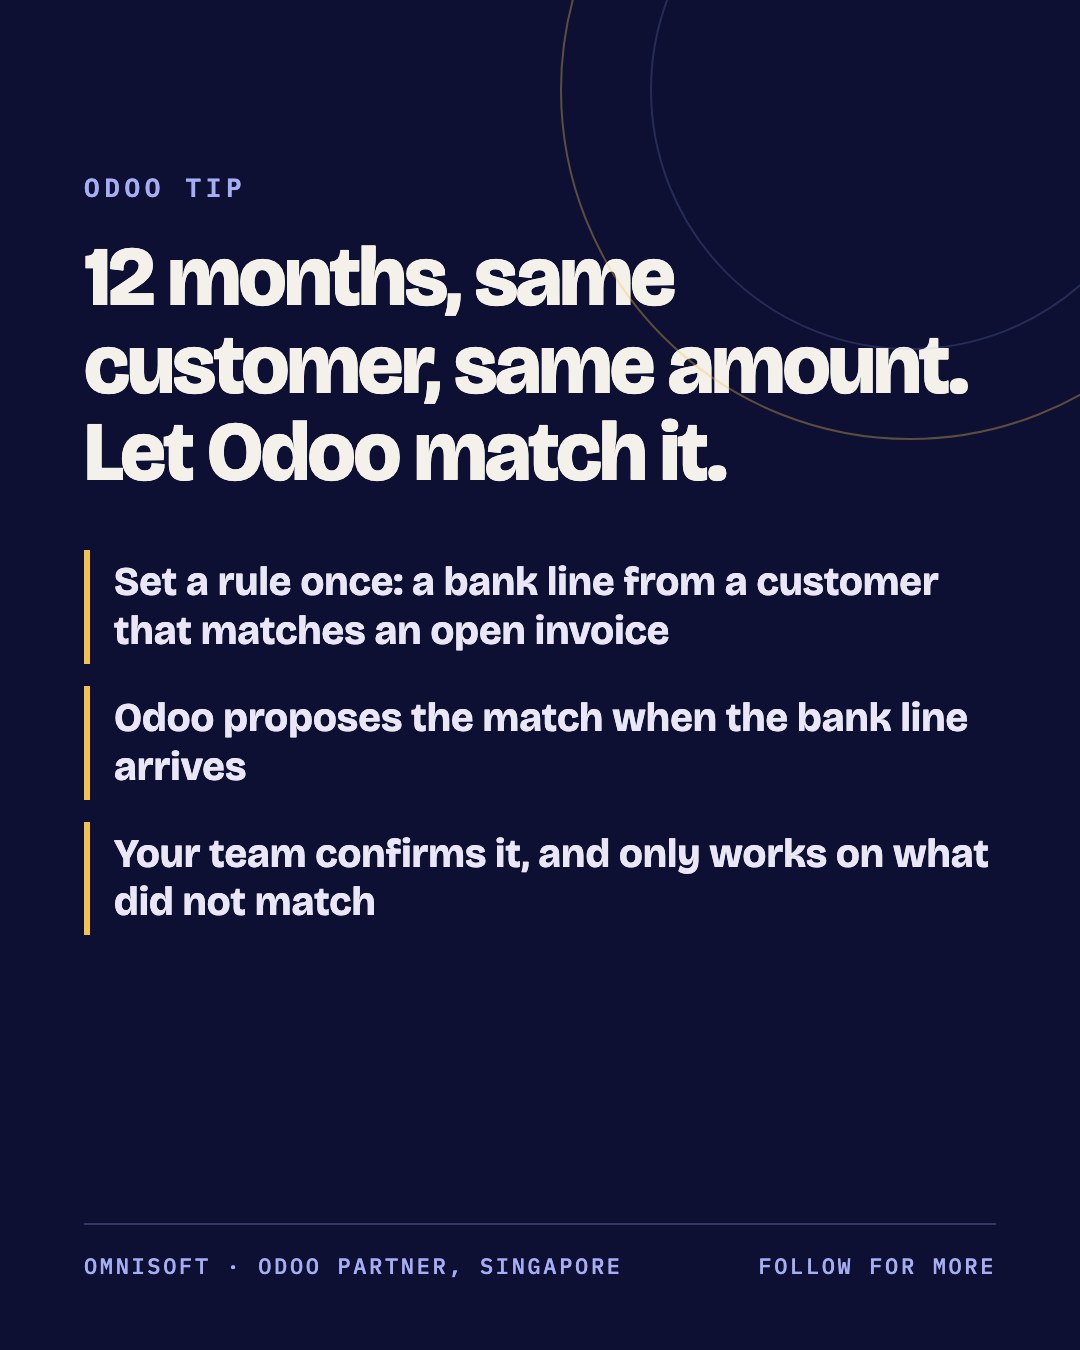 ODOO TIP
12 months, same
customer, same amount.
Let Odoo match it.
Set a rule once: a bank line from a customer
that matches an open invoice
Odoo proposes the match when the bank line
arrives
Your team confirms it, and only works on what
did not match
OMNISOFT · ODOO PARTNER, SINGAPORE
FOLLOW FOR MORE